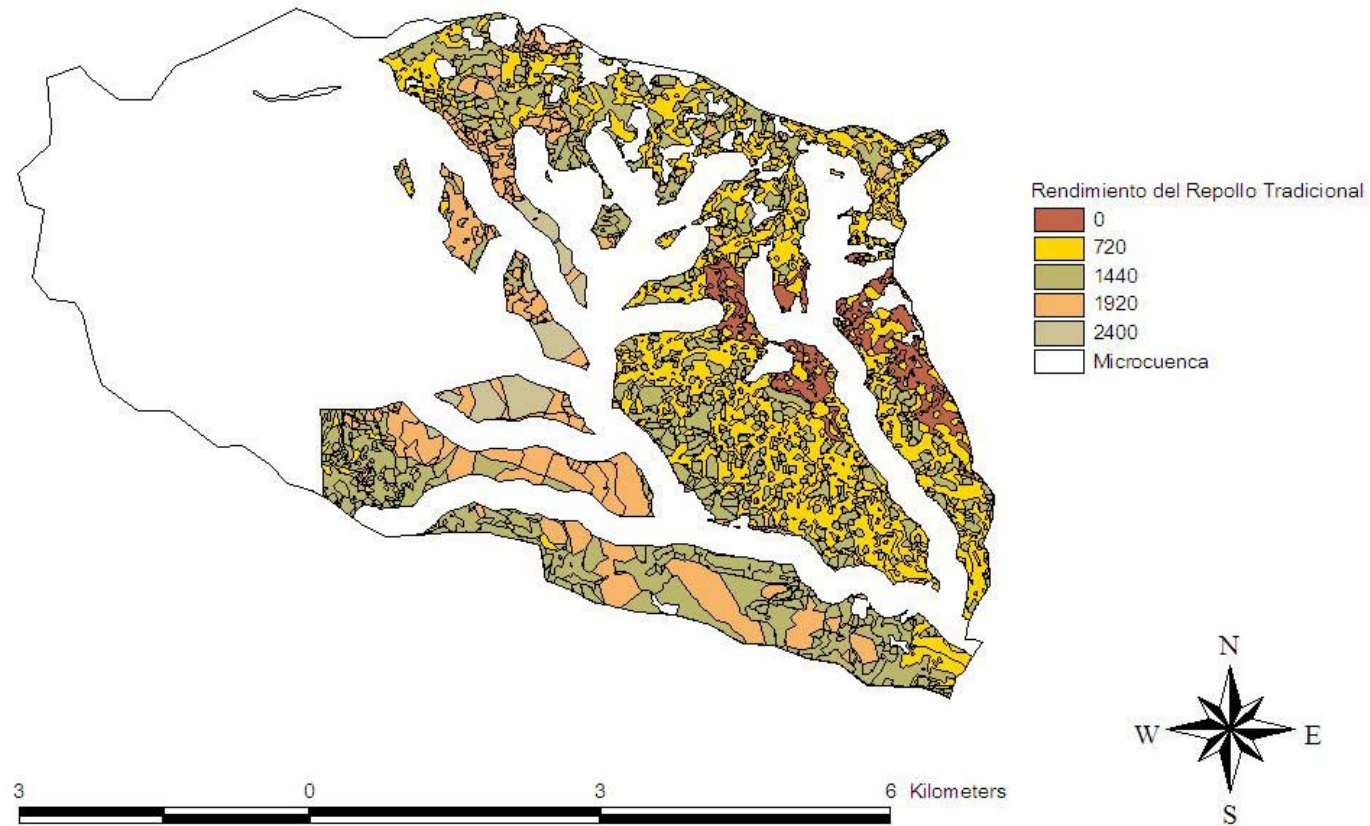 Rendimiento del Repollo Tradicional
0
720
1440
1920
2400
Microcuenca
N
W E
S
3 0 3 6 Kilometers